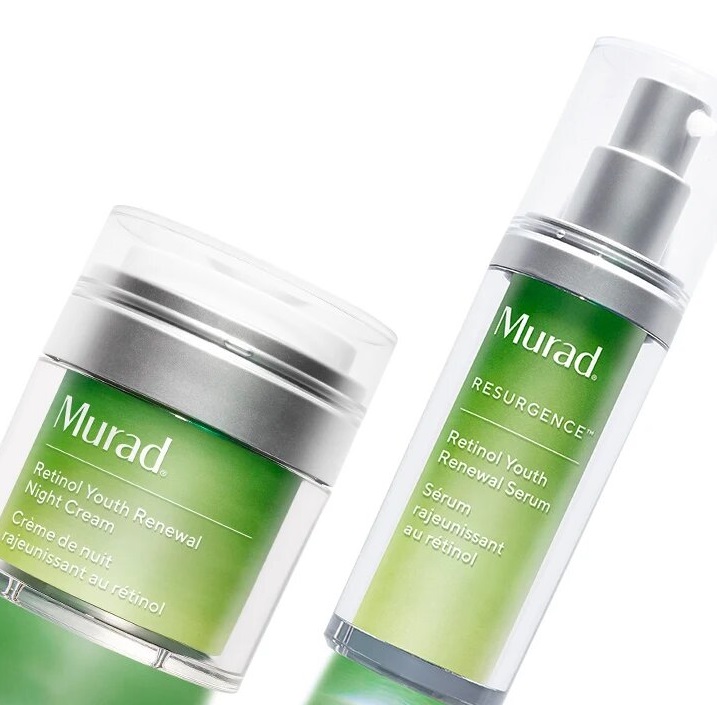 Murad®
Retinol Youth Renewal
Night Cream
Crème de nuit
rajeunissant au rétinol
Murad®
RESURGENCE™
Retinol Youth
Renewal Serum
Sérum
rajeunissant
au rétinol